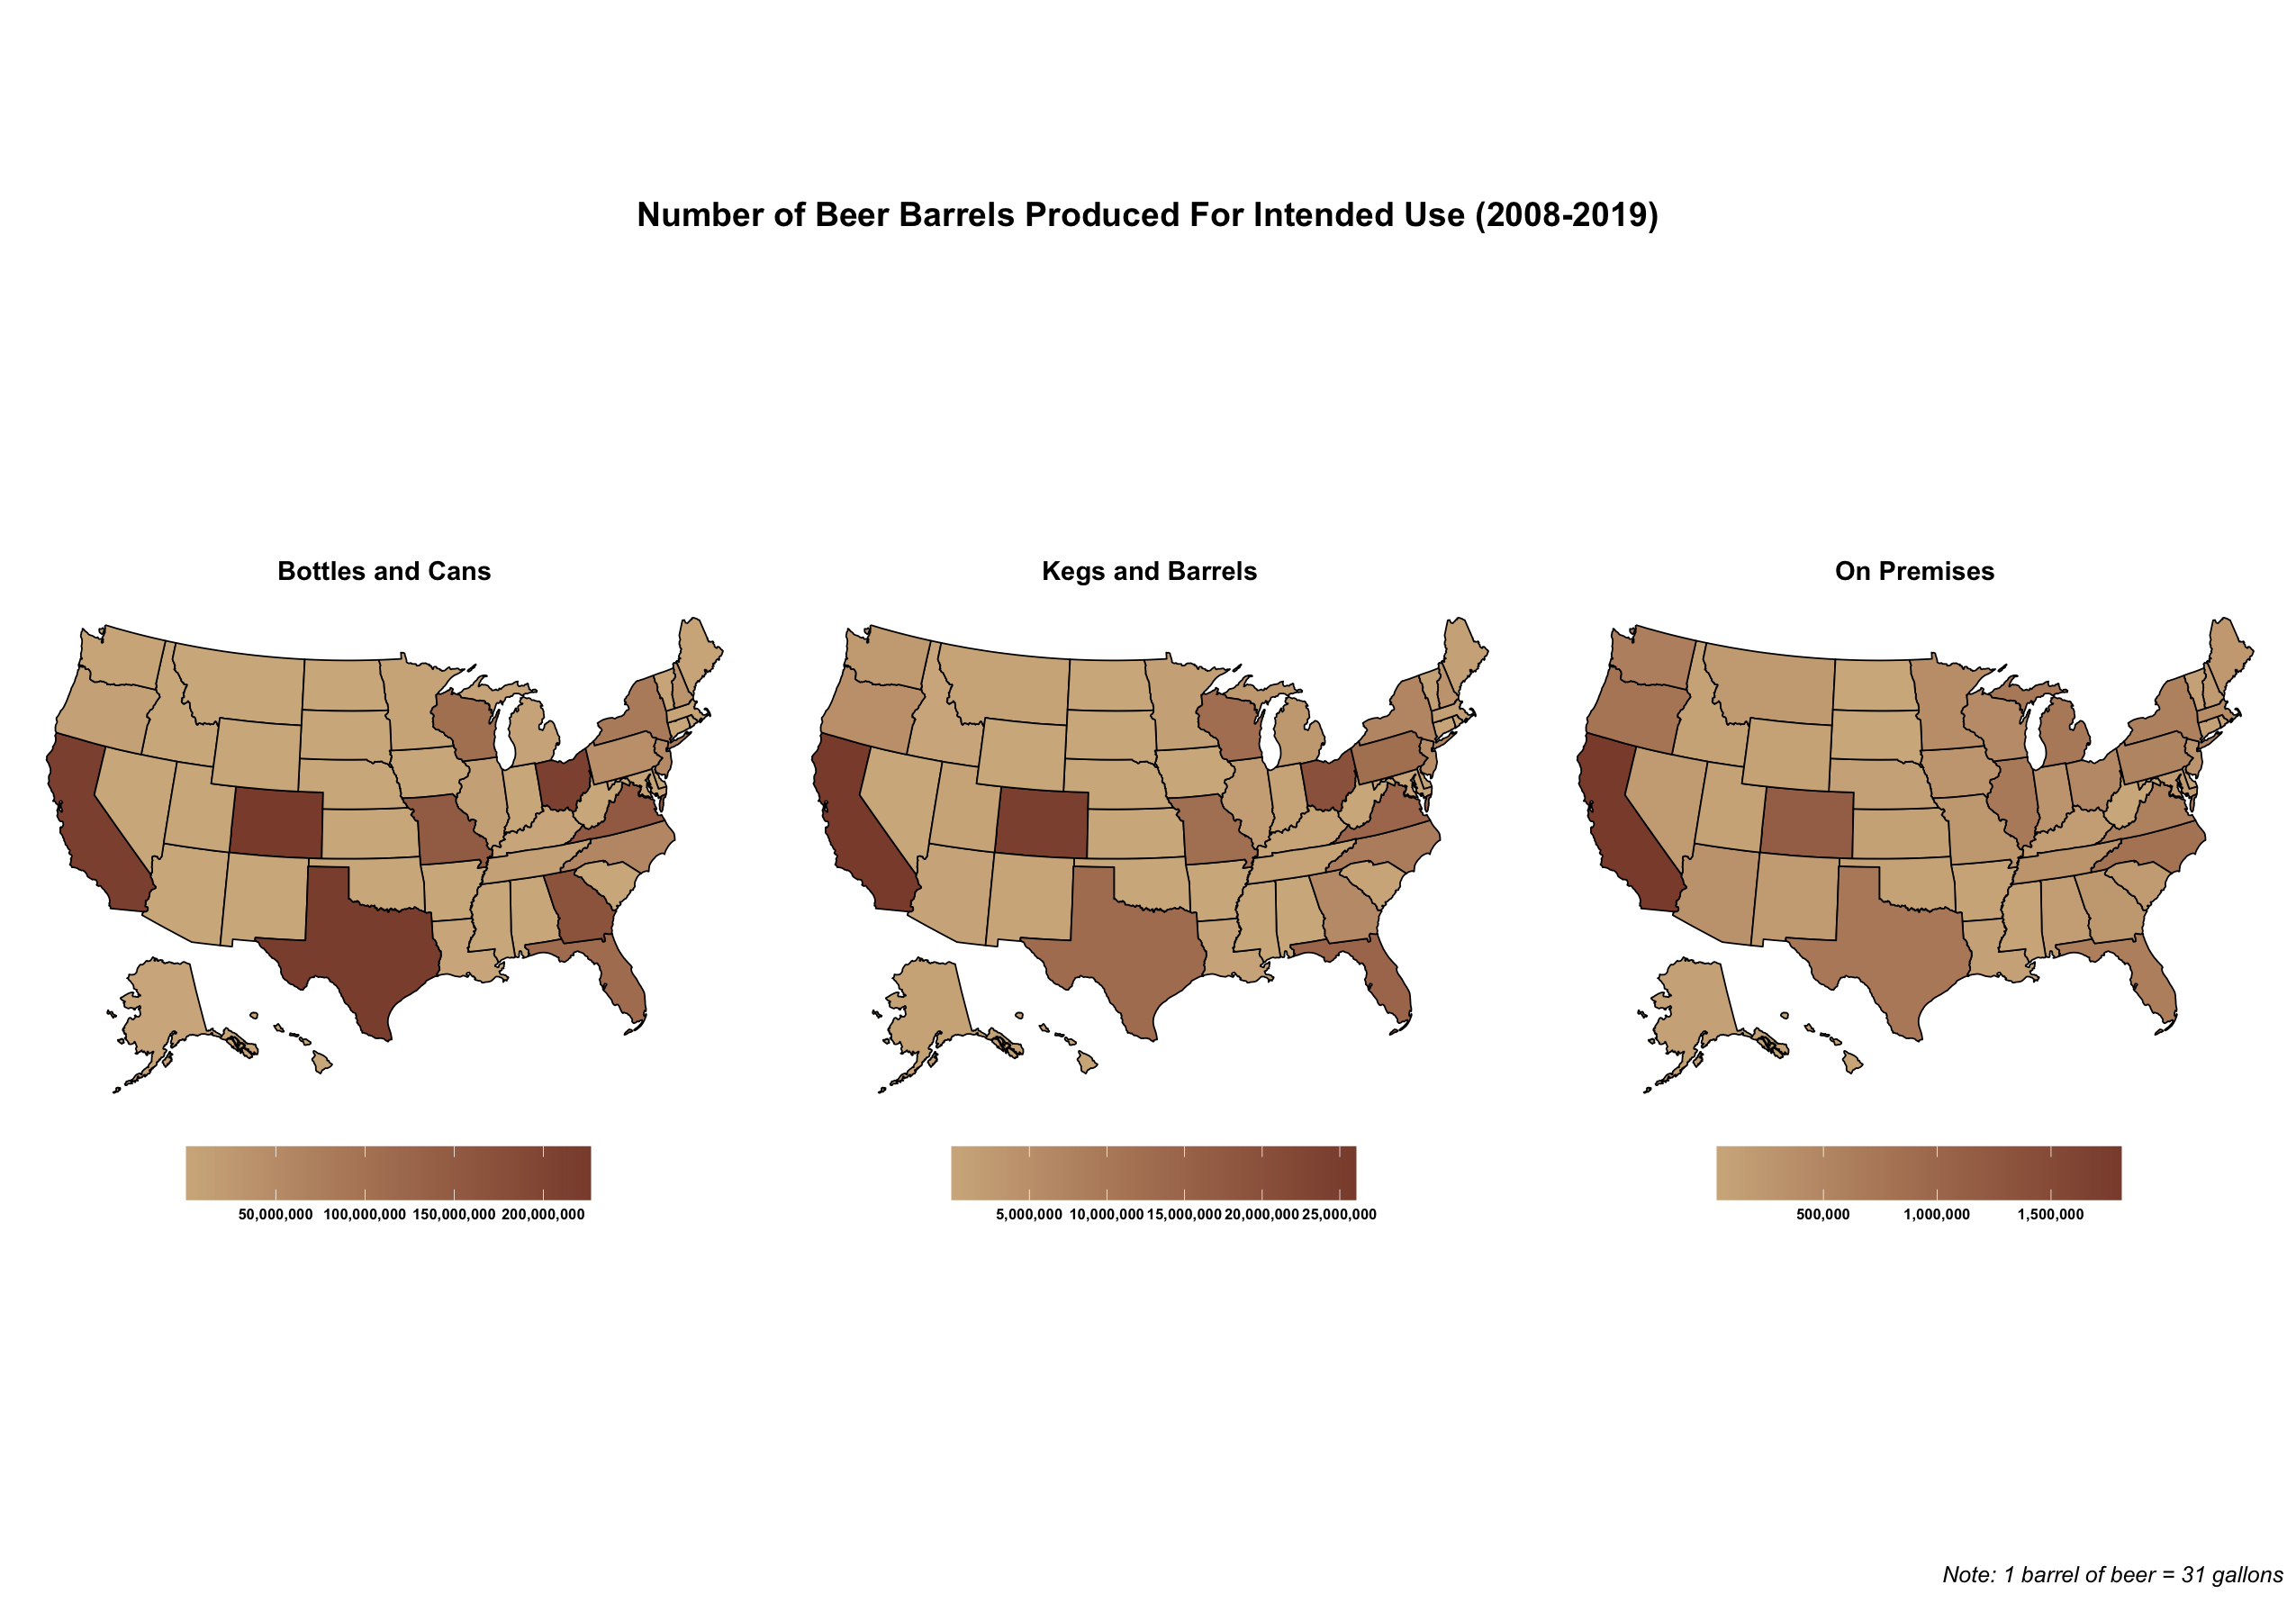 Number of Beer Barrels Produced For Intended Use (2008-2019)
Bottles and Cans
Kegs and Barrels
On Premises
50,000,000 100,000,000 150,000,000 200,000,000
5,000,000 10,000,000 15,000,000 20,000,000 25,000,000
500,000 1,000,000 1,500,000
Note: 1 barrel of beer = 31 gallons